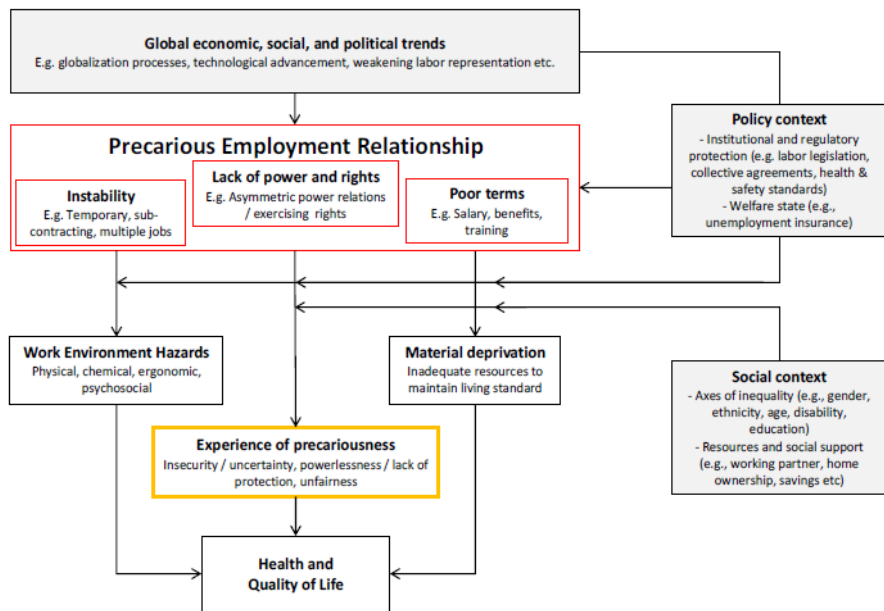 Global economic, social, and political trends
E.g. globalization processes, technological advancement, weakening labor representation etc.
Precarious Employment Relationship
Instability
E.g. Temporary, sub-
contracting, multiple jobs
Lack of power and rights
E.g. Asymmetric power relations
/ exercising rights
Poor terms
E.g. Salary, benefits,
training
Policy context
- Institutional and regulatory
protection (e.g. labor legislation,
collective agreements, health &
safety standards)
- Welfare state (e.g.,
unemployment insurance)
Work Environment Hazards
Physical, chemical, ergonomic,
psychosocial
Material deprivation
Inadequate resources to
maintain living standard
Social context
- Axes of inequality (e.g., gender,
ethnicity, age, disability,
education)
- Resources and social support
(e.g., working partner, home
ownership, savings etc)
Experience of precariousness
Insecurity / uncertainty, powerlessness / lack of
protection, unfairness
Health and
Quality of Life